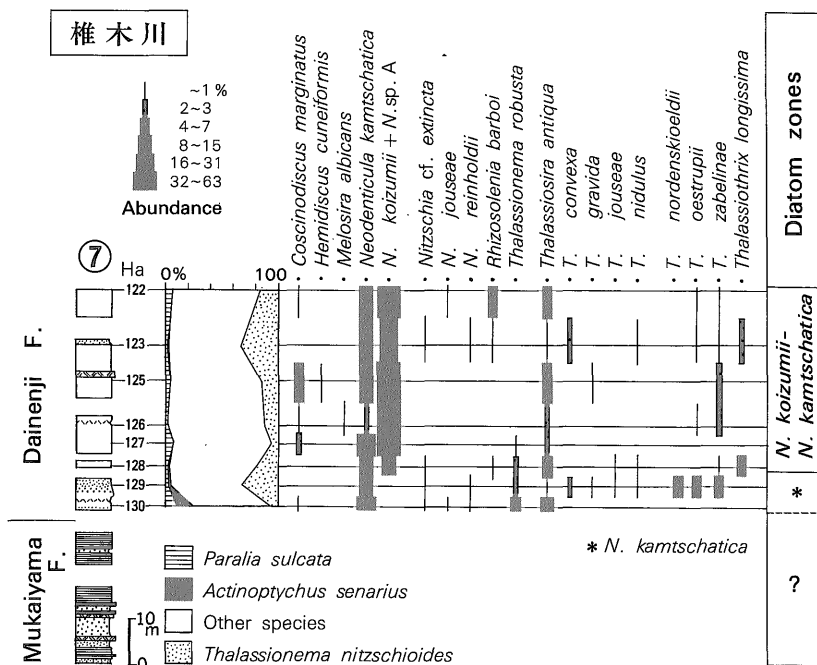 椎木川
~1 %
2~3
4~7
8~15
16~31
32~63
Abundance
Coscinodiscus marginatus
Hemidiscus cuneiformis
Melosira albicans
Neodenticula kamtschatica
N. koizumii + N. sp. A
Nitzschia cf. extincta
N. jouseae
N. reinholdii
Rhizosolenia barboi
Thalassionema robusta
Thalassiosira antiqua
T. convexa
T. gravida
T. jouseae
T. nidulus
T. nordenskioeldii
T. oestrupii
T. zabelinae
Thalassiothrix longissima
Diatom zones
⑦
Ha
0%
100
122
123
125
126
127
128
129
130
Dainenji F.
Mukaiyama F.
N. koizumii-
N. kamtschatica
*
?
* N. kamtschatica
Paralia sulcata
Actinoptychus senarius
Other species
Thalassionema nitzschioides
10
m
0